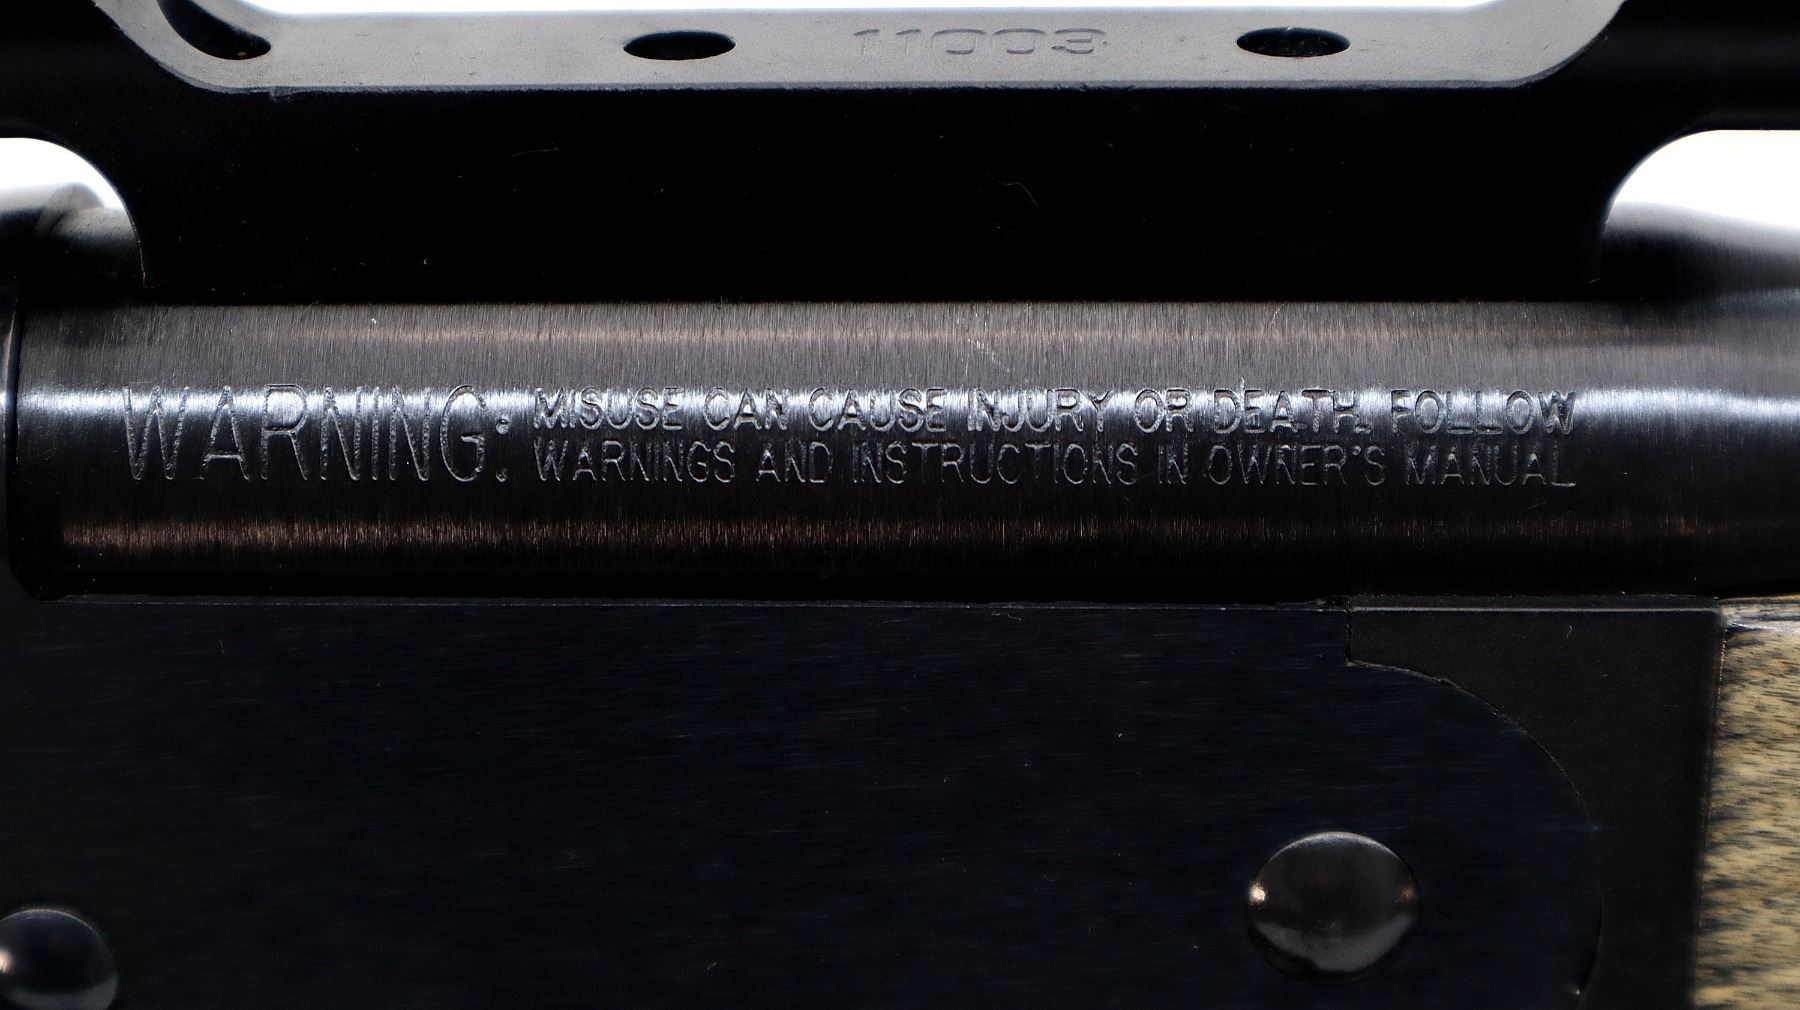 11003
WARNING: MISUSE CAN CAUSE INJURY OR DEATH. FOLLOW
WARNINGS AND INSTRUCTIONS IN OWNER'S MANUAL